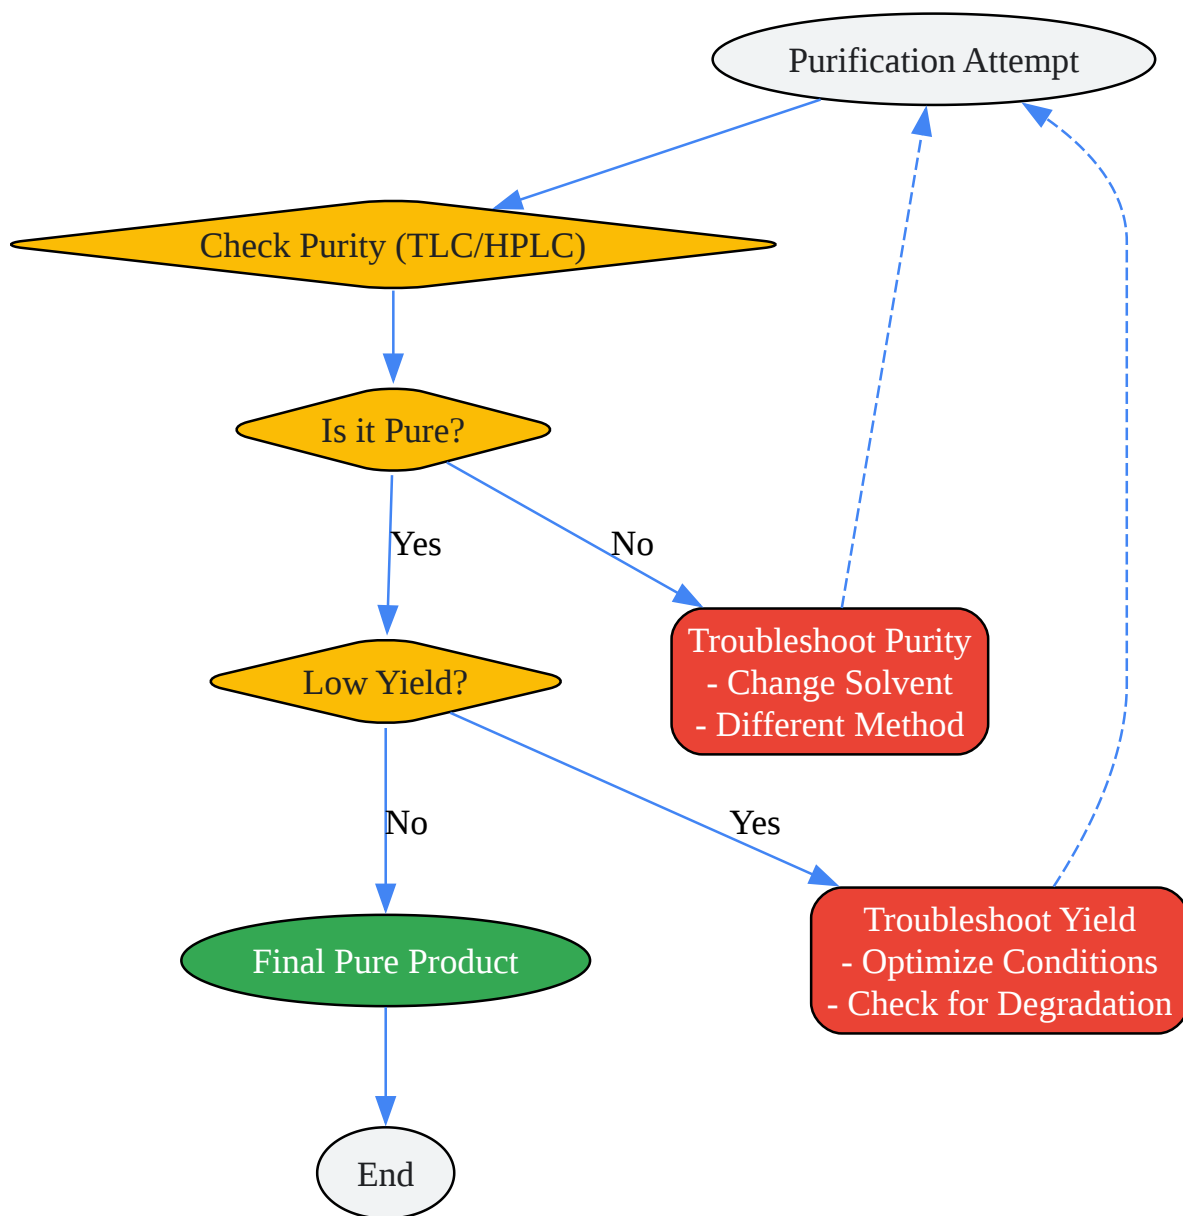 Purification Attempt
Check Purity (TLC/HPLC)
Is it Pure?
Yes
No
Troubleshoot Purity
- Change Solvent
- Different Method
Low Yield?
No
Yes
Final Pure Product
Troubleshoot Yield
- Optimize Conditions
- Check for Degradation
End